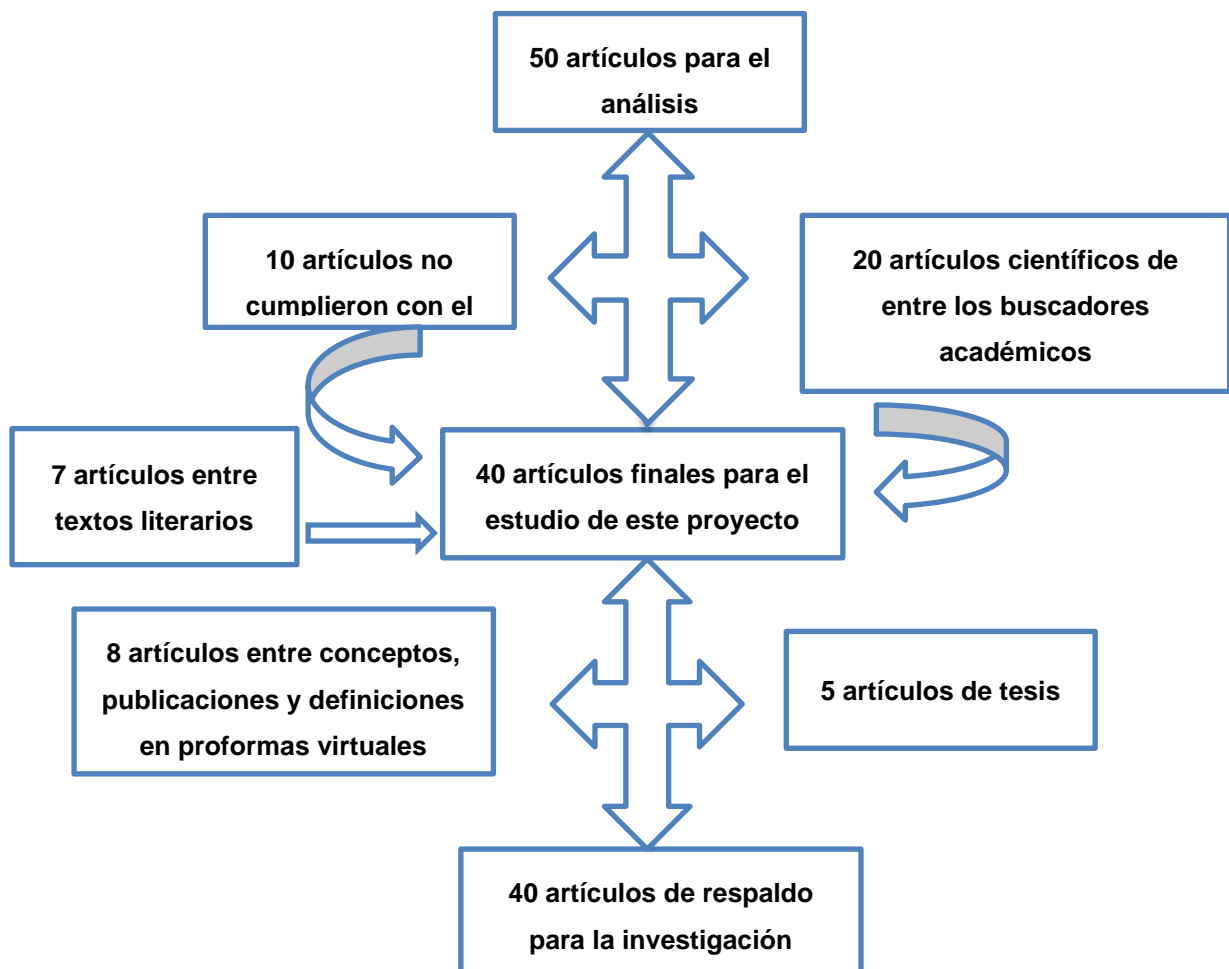 50 artículos para el
análisis
10 artículos no
cumplieron con el
20 artículos científicos de
entre los buscadores
académicos
7 artículos entre
textos literarios
40 artículos finales para el
estudio de este proyecto
8 artículos entre conceptos,
publicaciones y definiciones
en proformas virtuales
5 artículos de tesis
40 artículos de respaldo
para la investigación